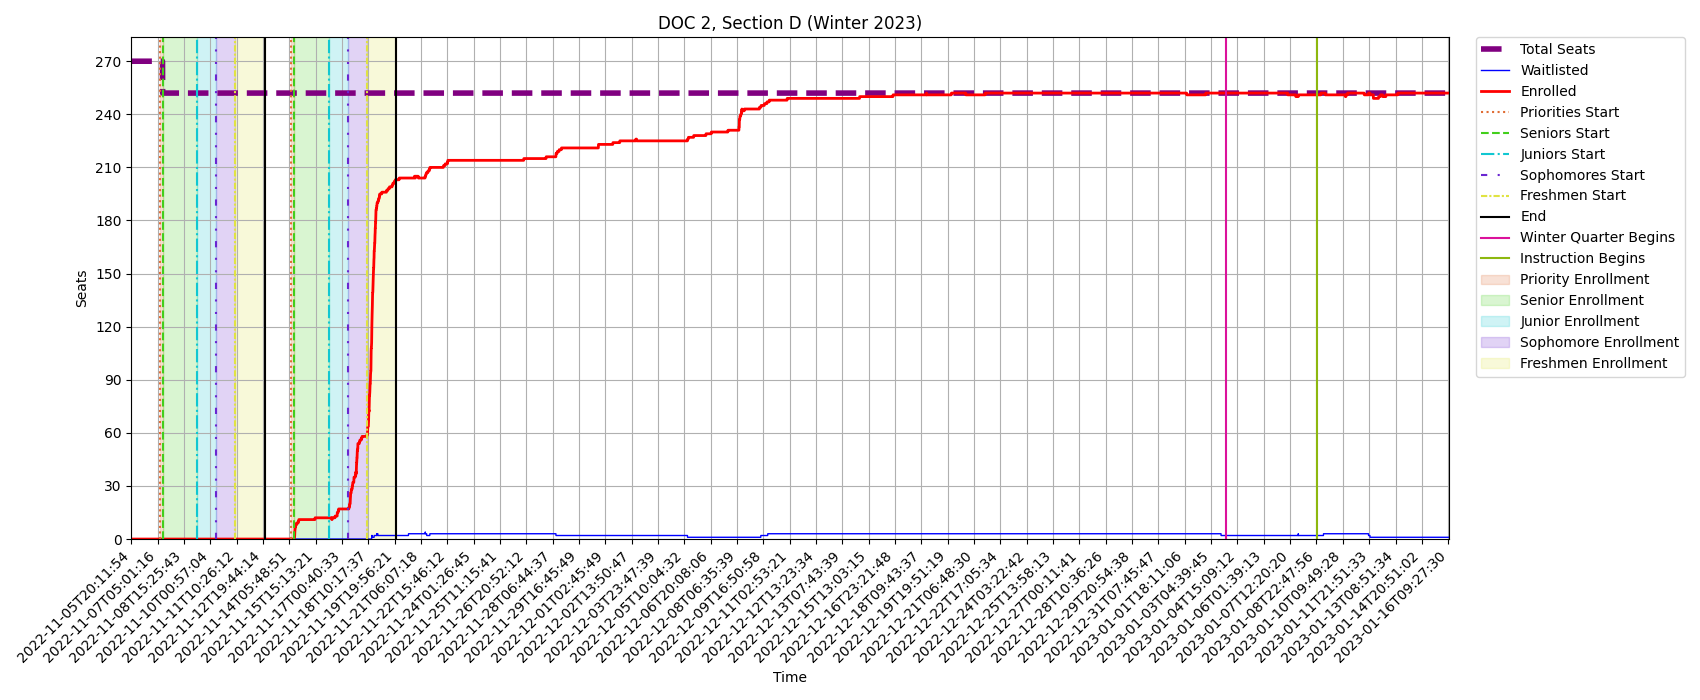 DOC 2, Section D (Winter 2023)
270
240
210
180
150
120
90
60
30
0
Seats
2022-11-05T20:11:54
2022-11-07T05:01:16
2022-11-08T15:25:43
2022-11-10T00:57:04
2022-11-11T10:26:12
2022-11-12T19:44:14
2022-11-14T05:48:51
2022-11-15T15:13:21
2022-11-17T00:40:33
2022-11-18T10:17:37
2022-11-19T19:56:21
2022-11-21T06:07:18
2022-11-22T15:46:12
2022-11-24T01:26:45
2022-11-25T11:15:41
2022-11-26T20:52:12
2022-11-28T06:44:37
2022-11-29T16:45:49
2022-12-01T02:45:49
2022-12-02T13:50:47
2022-12-03T23:47:39
2022-12-05T10:04:32
2022-12-06T20:08:06
2022-12-08T06:35:39
2022-12-09T16:50:58
2022-12-11T02:53:21
2022-12-12T13:23:34
2022-12-13T07:43:39
2022-12-15T13:03:15
2022-12-16T23:21:48
2022-12-18T09:43:37
2022-12-19T19:51:19
2022-12-21T06:48:30
2022-12-22T17:05:34
2022-12-24T03:22:42
2022-12-25T13:58:13
2022-12-27T00:11:41
2022-12-28T10:36:26
2022-12-29T20:54:38
2022-12-31T07:45:47
2023-01-01T18:11:06
2023-01-03T04:39:45
2023-01-04T15:09:12
2023-01-06T01:39:13
2023-01-07T12:20:20
2023-01-08T22:47:56
2023-01-10T09:49:28
2023-01-11T21:51:33
2023-01-13T08:51:34
2023-01-14T20:51:02
2023-01-16T09:27:30
Time
Total Seats
Waitlisted
Enrolled
Priorities Start
Seniors Start
Juniors Start
Sophomores Start
Freshmen Start
End
Winter Quarter Begins
Instruction Begins
Priority Enrollment
Senior Enrollment
Junior Enrollment
Sophomore Enrollment
Freshmen Enrollment